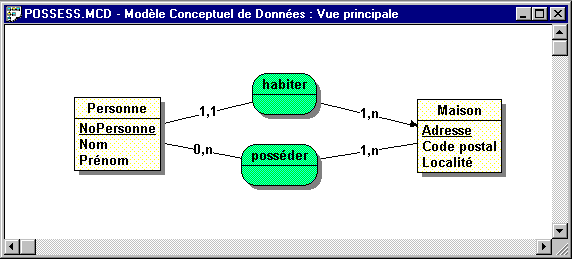 POSSESS.MCD - Modèle Conceptuel de Données : Vue principale
habiter
Personne
NoPersonne
Nom
Prénom
1,1
1,n
Maison
Adresse
Code postal
Localité
0,n
posséder
1,n